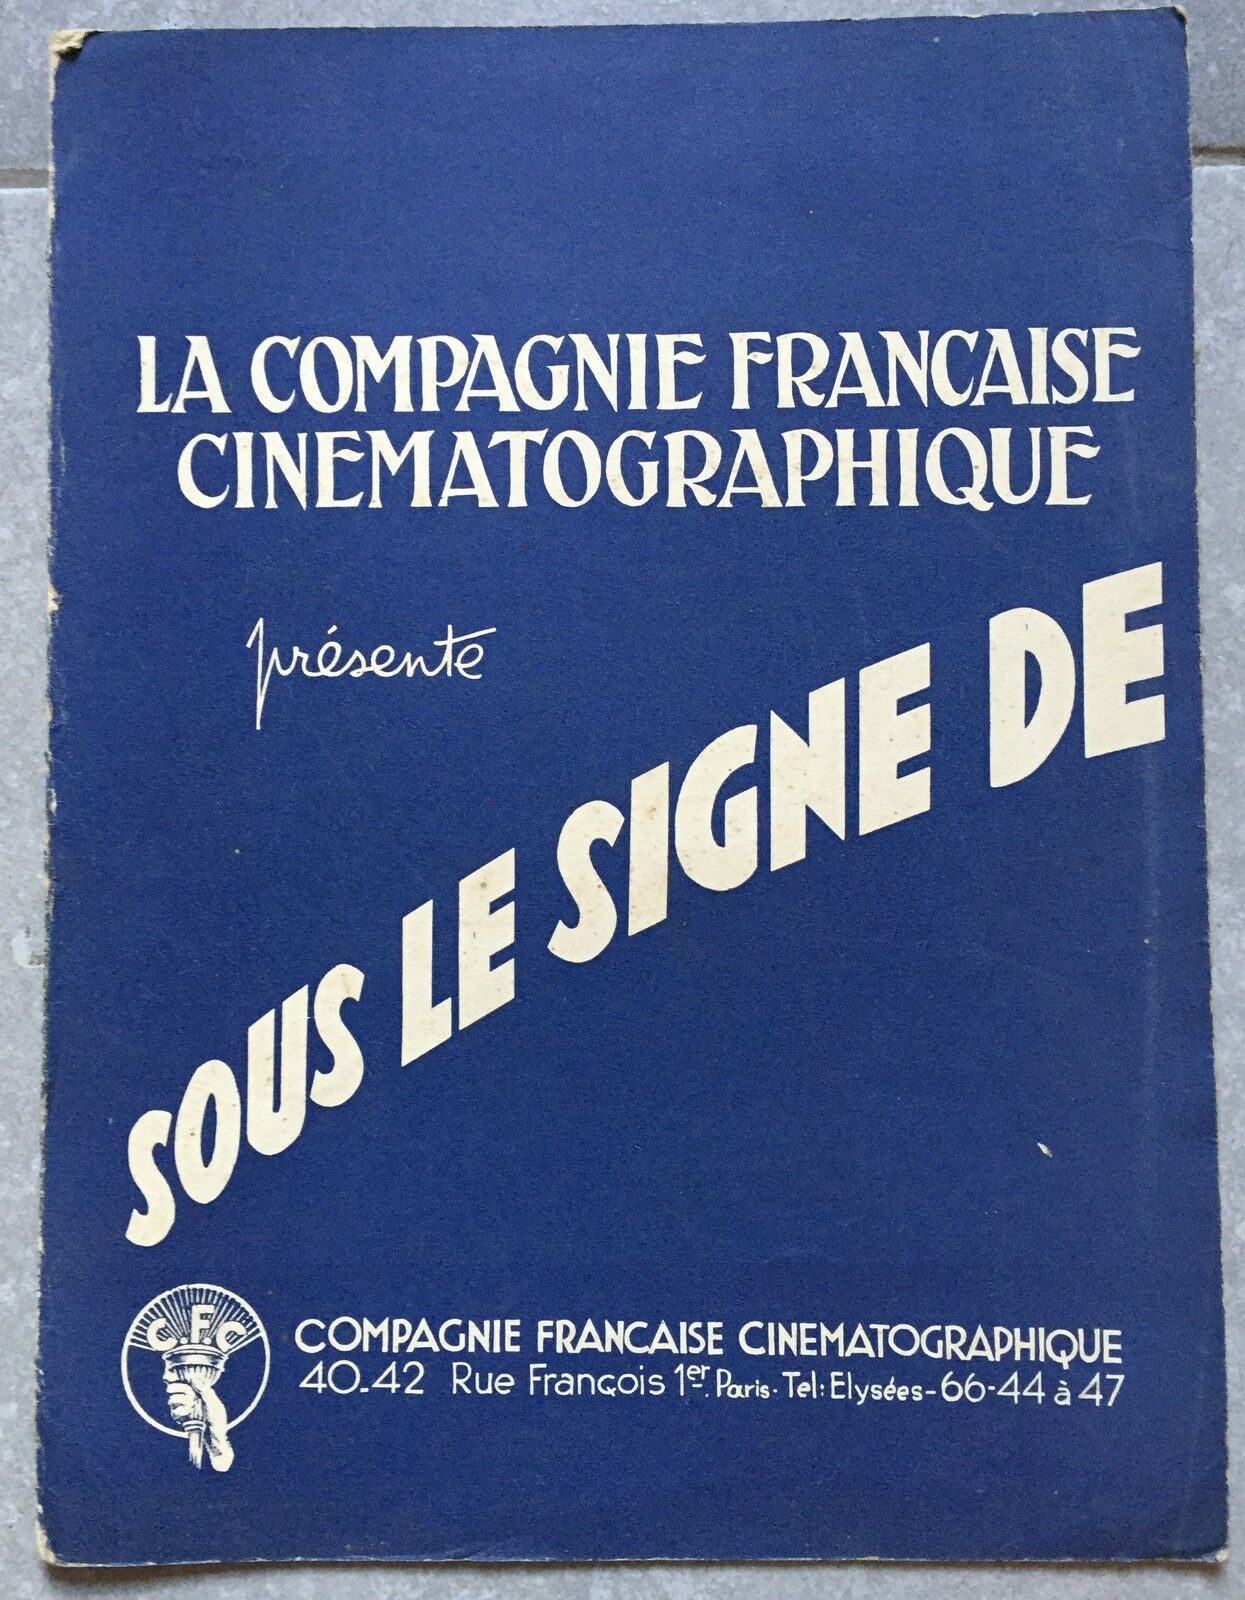 LA COMPAGNIE FRANCAISE
CINEMATOGRAPHIQUE
présente
SOUS LE SIGNE DE
C.F.C
COMPAGNIE FRANCAISE CINEMATOGRAPHIQUE
40-42 Rue François 1er. Paris. Tel: Elysées-66-44 à 47